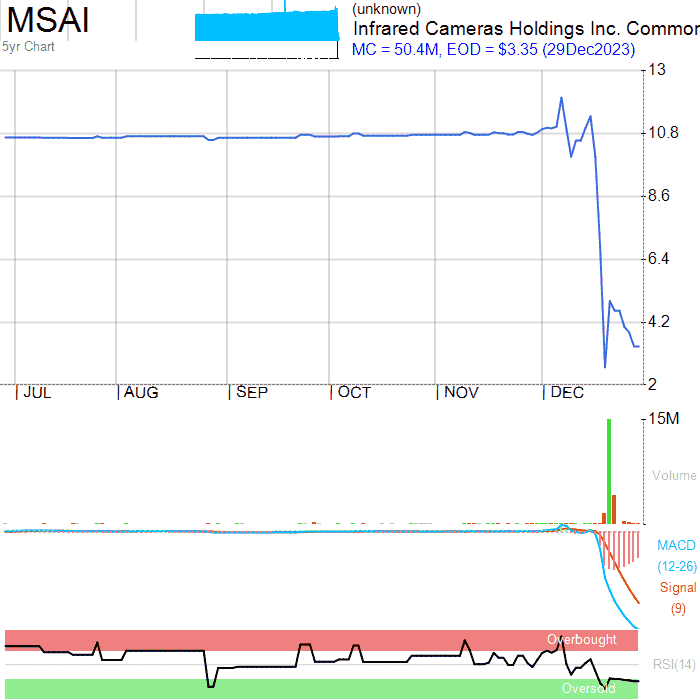 MSAI
5yr Chart
(unknown)
Infrared Cameras Holdings Inc. Common
MC = 50.4M, EOD = $3.35 (29Dec2023)
13
10.8
8.6
6.4
4.2
2
JUL AUG SEP OCT NOV DEC
15M
Volume
MACD
(12-26)
Signal
(9)
Overbought
RSI(14)
Oversold